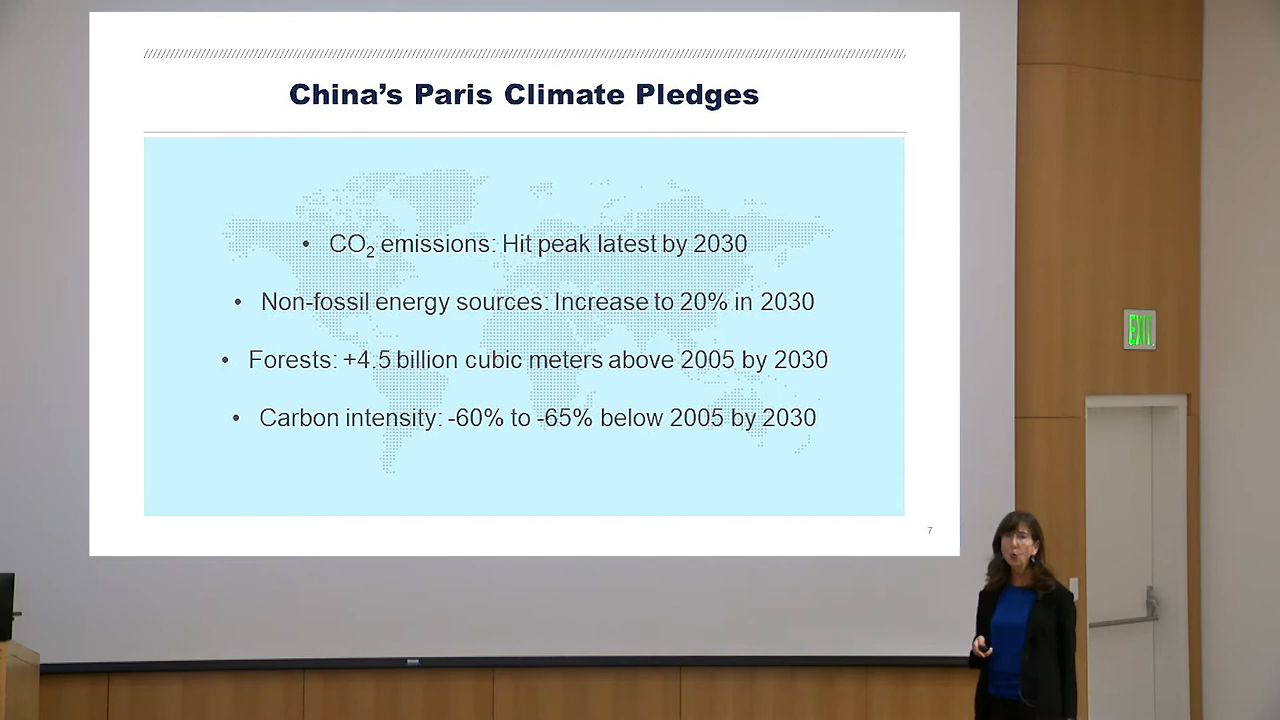 China’s Paris Climate Pledges
• CO₂ emissions: Hit peak latest by 2030
• Non-fossil energy sources: Increase to 20% in 2030
• Forests: +4.5 billion cubic meters above 2005 by 2030
• Carbon intensity: -60% to -65% below 2005 by 2030
7
EXIT